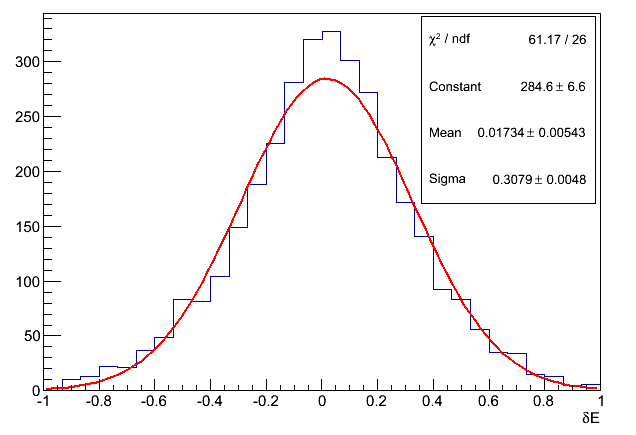 χ² / ndf 61.17 / 26
Constant 284.6 ± 6.6
Mean 0.01734 ± 0.00543
Sigma 0.3079 ± 0.0048
300
250
200
150
100
50
0
-1 -0.8 -0.6 -0.4 -0.2 0 0.2 0.4 0.6 0.8 1
δE